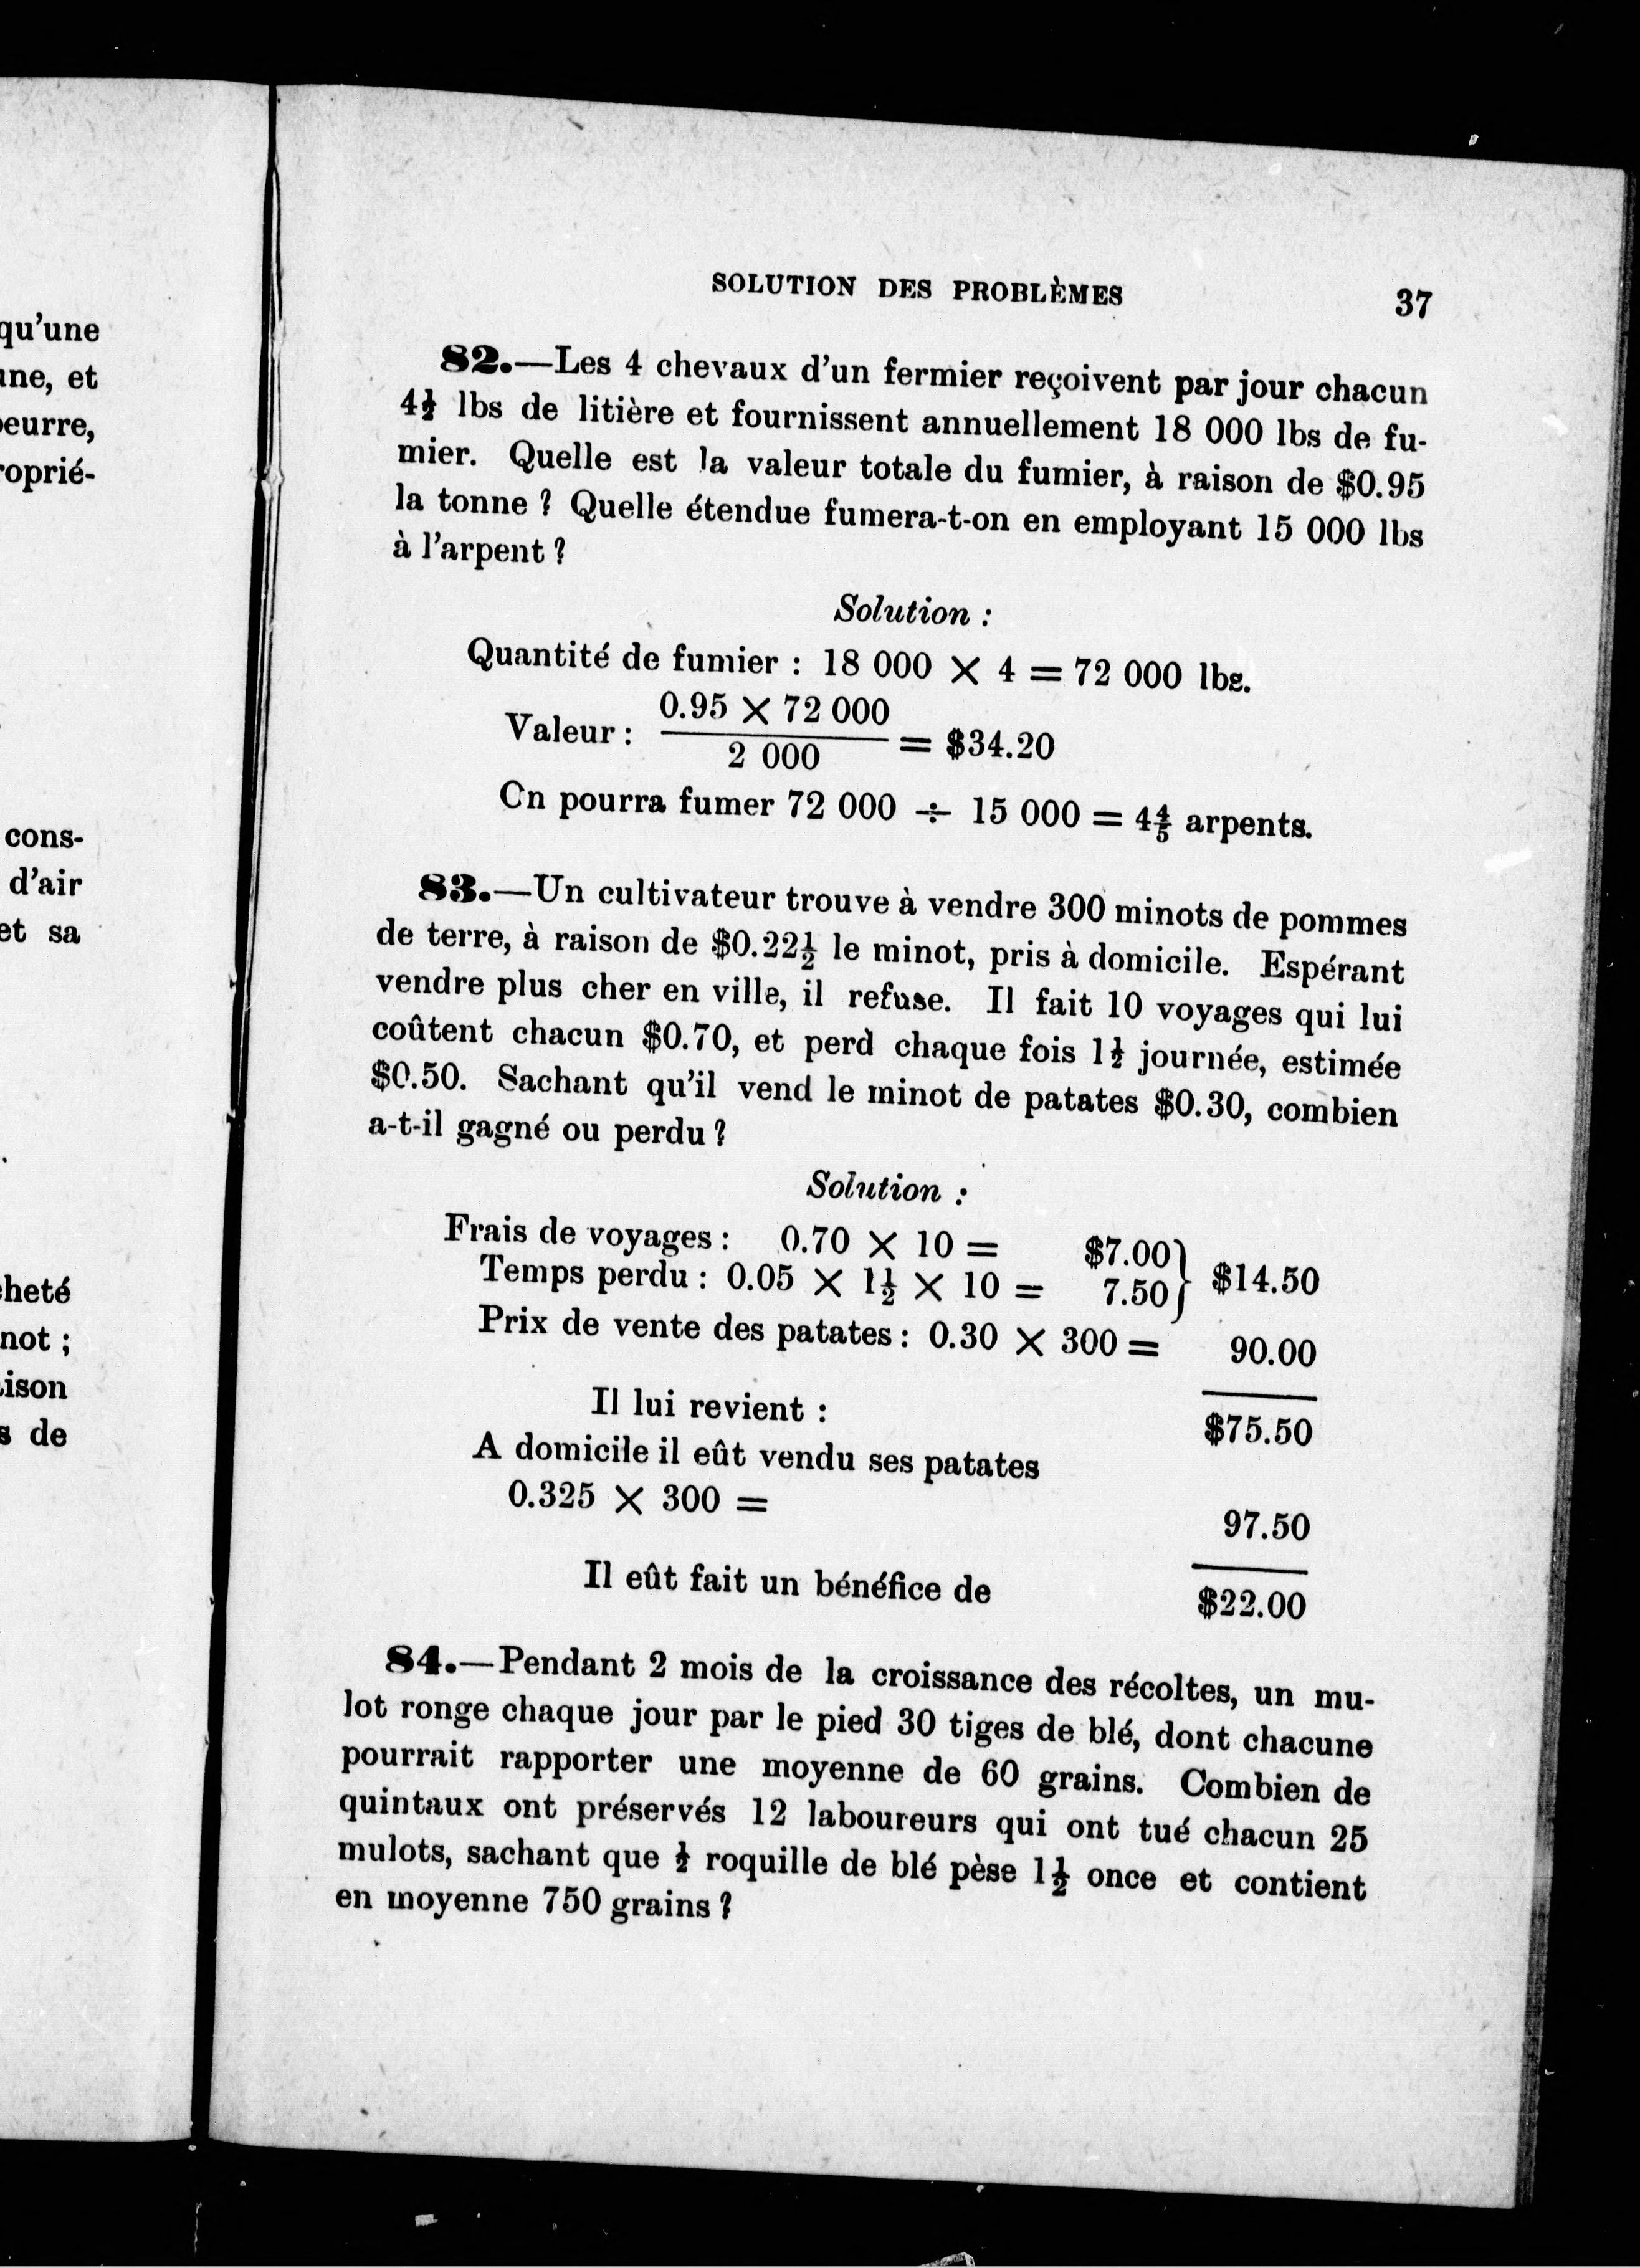 qu'une
et
eurre,
cons-
d'air
et sa
not ;
de
SOLUTION DES PROBLÈMES 37
82.—Les 4 chevaux d'un fermier reçoivent par jour chacun
4½ lbs de litière et fournissent annuellement 18 000 lbs de fu-
mier. Quelle est la valeur totale du fumier, à raison de $0.95
la tonne ? Quelle étendue fumera-t-on en employant 15 000 lbs
à l'arpent ?
Solution :
Quantité de fumier : 18 000 × 4 = 72 000 lbs.
0.95 × 72 000
Valeur : = $34.20
2 000
On pourra fumer 72 000 ÷ 15 000 = 4⅘ arpents.
83.—Un cultivateur trouve à vendre 300 minots de pommes
de terre, à raison de $0.22½ le minot, pris à domicile. Espérant
vendre plus cher en ville, il refuse. Il fait 10 voyages qui lui
coûtent chacun $0.70, et perd chaque fois 1½ journée, estimée
$0.50. Sachant qu'il vend le minot de patates $0.30, combien
a-t-il gagné ou perdu ?
Solution :
Frais de voyages : 0.70 × 10 = $7.00} $14.50
Temps perdu : 0.05 × 1½ × 10 = 7.50
Prix de vente des patates : 0.30 × 300 = 90.00
Il lui revient : $75.50
A domicile il eût vendu ses patates
0.325 × 300 = 97.50
Il eût fait un bénéfice de $22.00
84.—Pendant 2 mois de la croissance des récoltes, un mu-
lot ronge chaque jour par le pied 30 tiges de blé, dont chacune
pourrait rapporter une moyenne de 60 grains. Combien de
quintaux ont préservés 12 laboureurs qui ont tué chacun 25
mulots, sachant que ½ roquille de blé pèse 1½ once et contient
en moyenne 750 grains ?